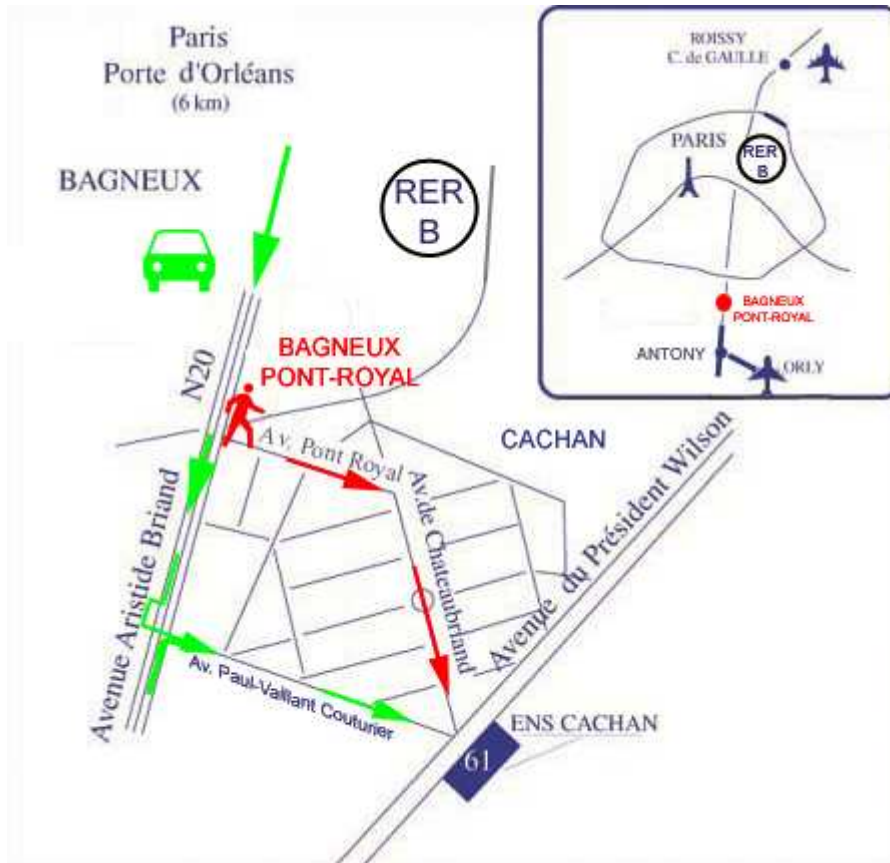 Paris
Porte d'Orléans
(6 km)
BAGNEUX
RER
B
N20
BAGNEUX
PONT-ROYAL
Av. Pont Royal
Av.de Chateaubriand
CACHAN
Avenue du Président Wilson
Avenue Aristide Briand
Av. Paul-Vaillant Couturier
ENS CACHAN
61
ROISSY
C. de GAULLE
PARIS
RER
B
BAGNEUX
PONT-ROYAL
ANTONY
ORLY